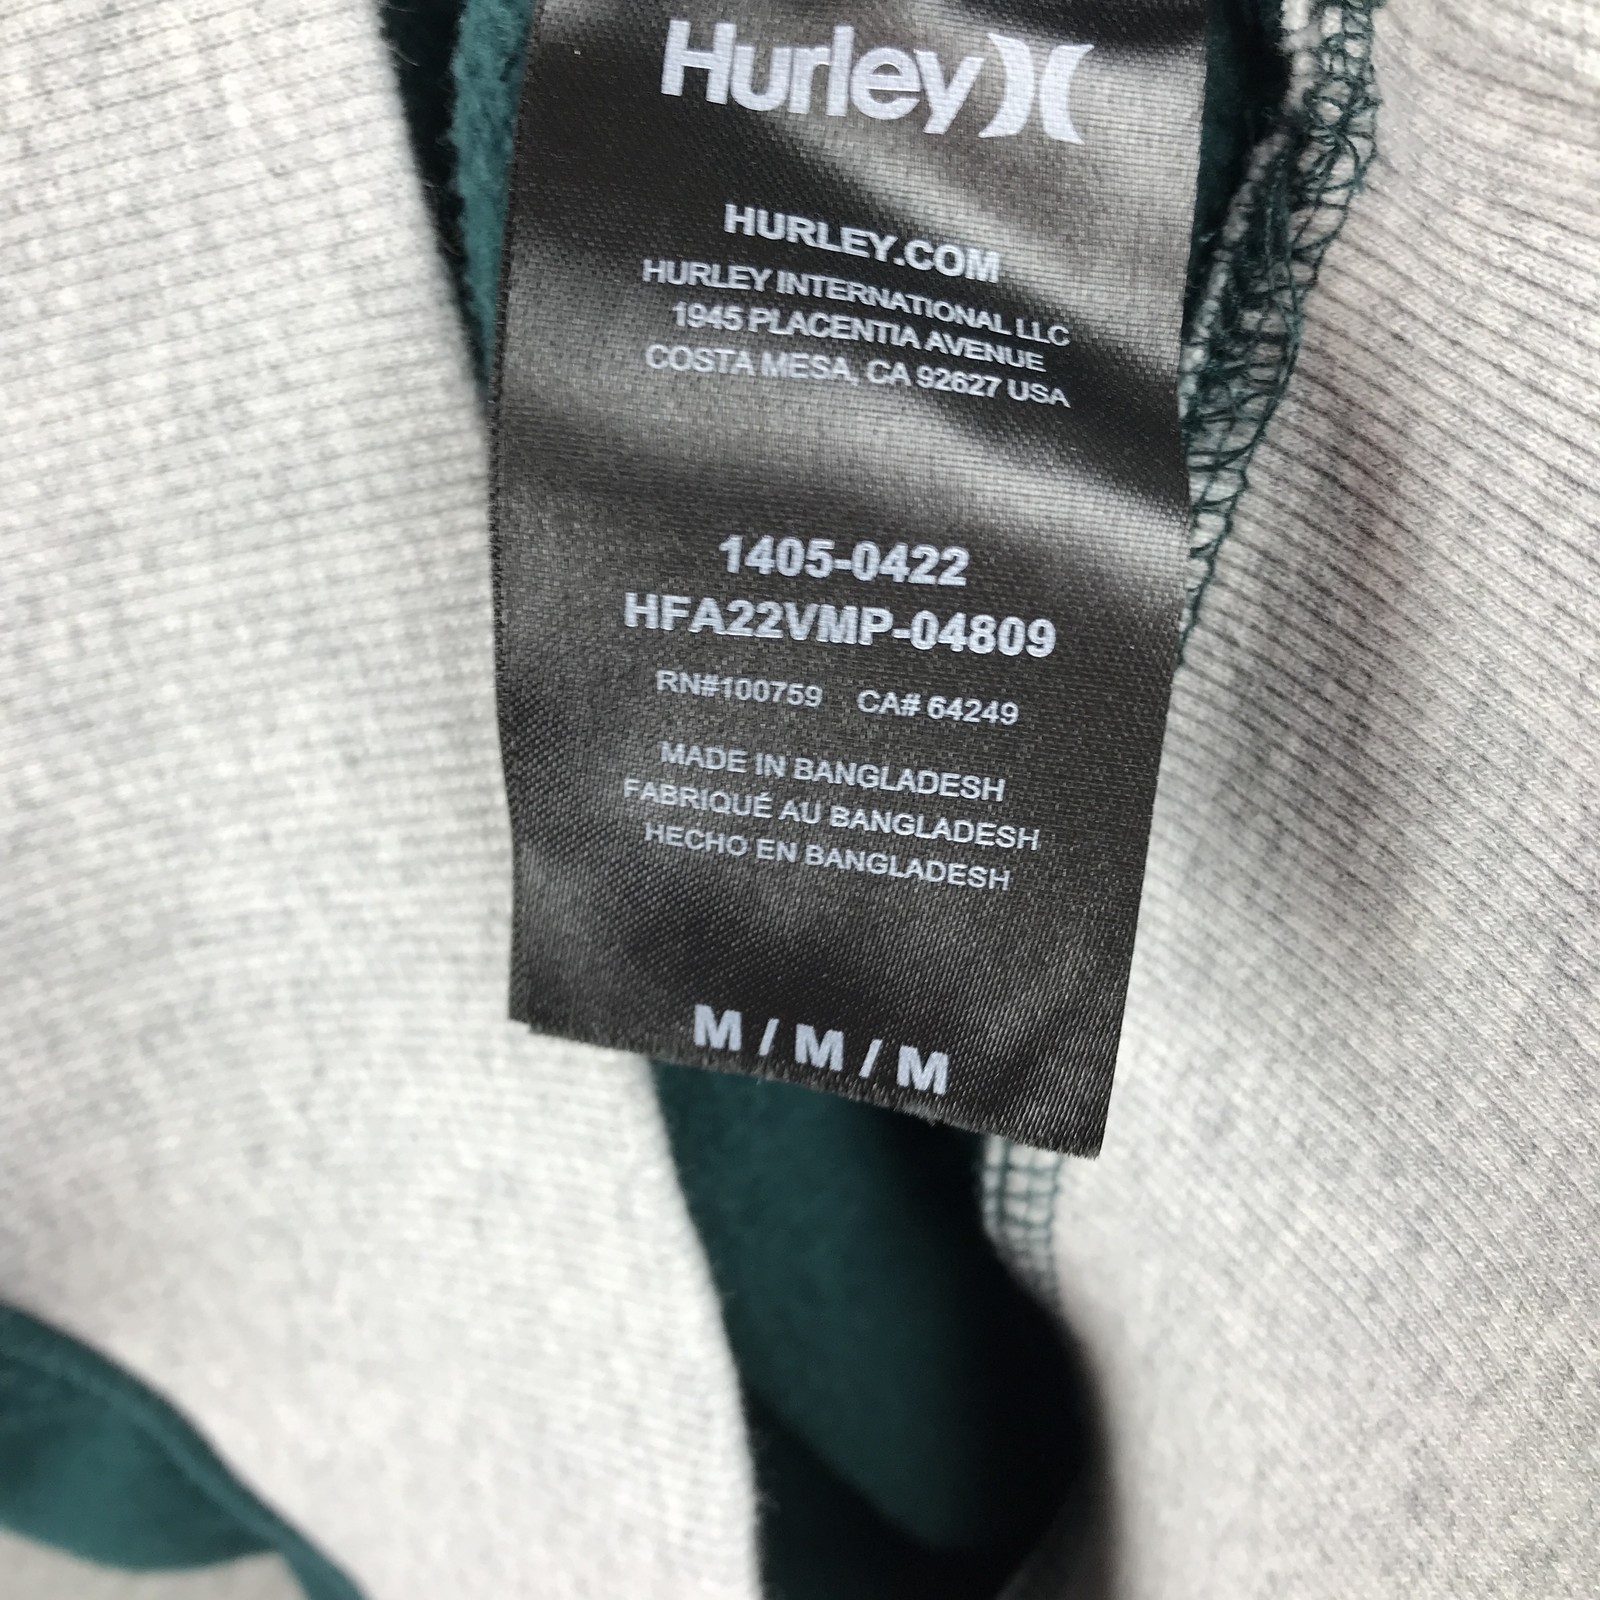 Hurley
HURLEY.COM
HURLEY INTERNATIONAL LLC
1945 PLACENTIA AVENUE
COSTA MESA, CA 92627 USA
1405-0422
HFA22VMP-04809
RN#100759 CA# 64249
MADE IN BANGLADESH
FABRIQUÉ AU BANGLADESH
HECHO EN BANGLADESH
M / M / M